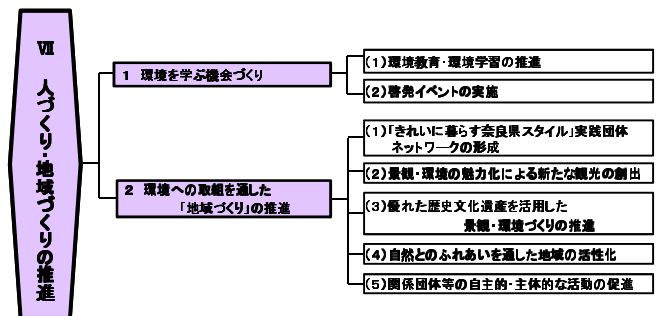 Ⅶ 人づくり・地域づくりの推進
1 環境を学ぶ機会づくり
(1)環境教育・環境学習の推進
(2)啓発イベントの実施
2 環境への取組を通した
「地域づくり」の推進
(1)「きれいに暮らす奈良県スタイル」実践団体
ネットワークの形成
(2)景観・環境の魅力化による新たな観光の創出
(3)優れた歴史文化遺産を活用した
景観・環境づくりの推進
(4)自然とのふれあいを通した地域の活性化
(5)関係団体等の自主的・主体的な活動の促進